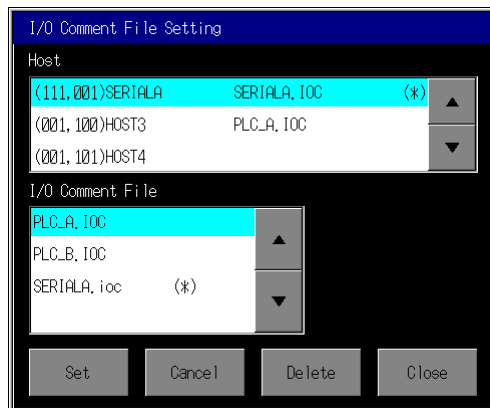 I/O Comment File Setting
Host
(111,001)SERIALA SERIALA.IOC (*)
(001,100)HOST3 PLC_A.IOC
(001,101)HOST4
I/O Comment File
PLC_A.IOC
PLC_B.IOC
SERIALA.ioc (*)
Set Cancel Delete Close